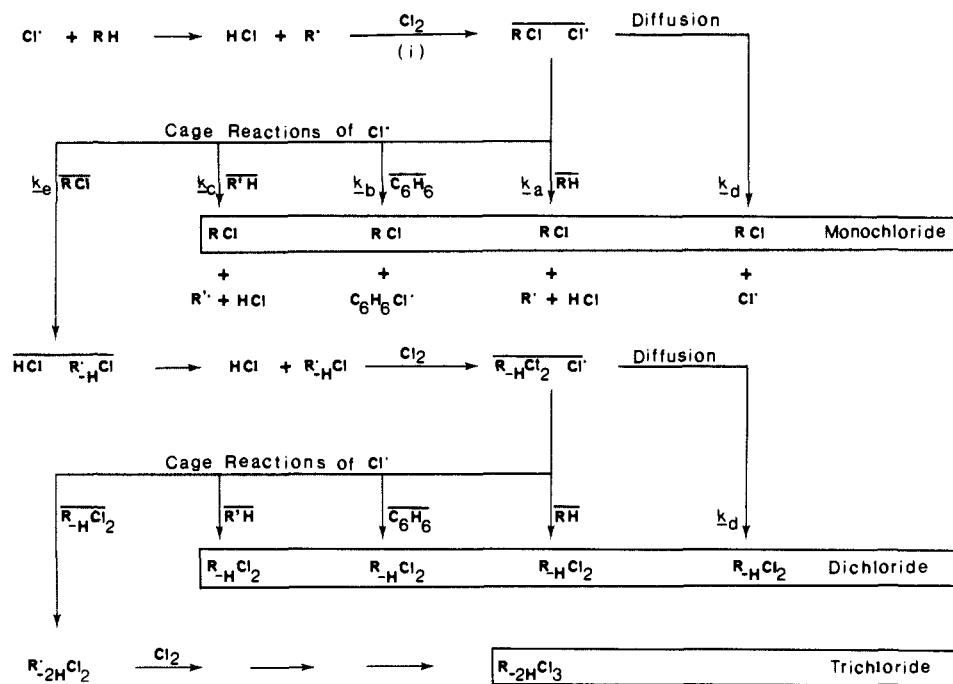 Cl· + RH HCl + R· Cl2 (i) RCl Cl· Diffusion
Cage Reactions of Cl·
ke RCl kc R'H kb C6H6 ka RH kd
RCl RCl RCl RCl Monochloride
+ + + +
R'· + HCl C6H6Cl· R· + HCl Cl·
HCl R·-HCl HCl + R·-HCl Cl2 R-HCl2 Cl· Diffusion
Cage Reactions of Cl·
R-HCl2 R'H C6H6 RH kd
R-HCl2 R-HCl2 R-HCl2 R-HCl2 Dichloride
R·-2HCl2 Cl2 R-2HCl3 Trichloride